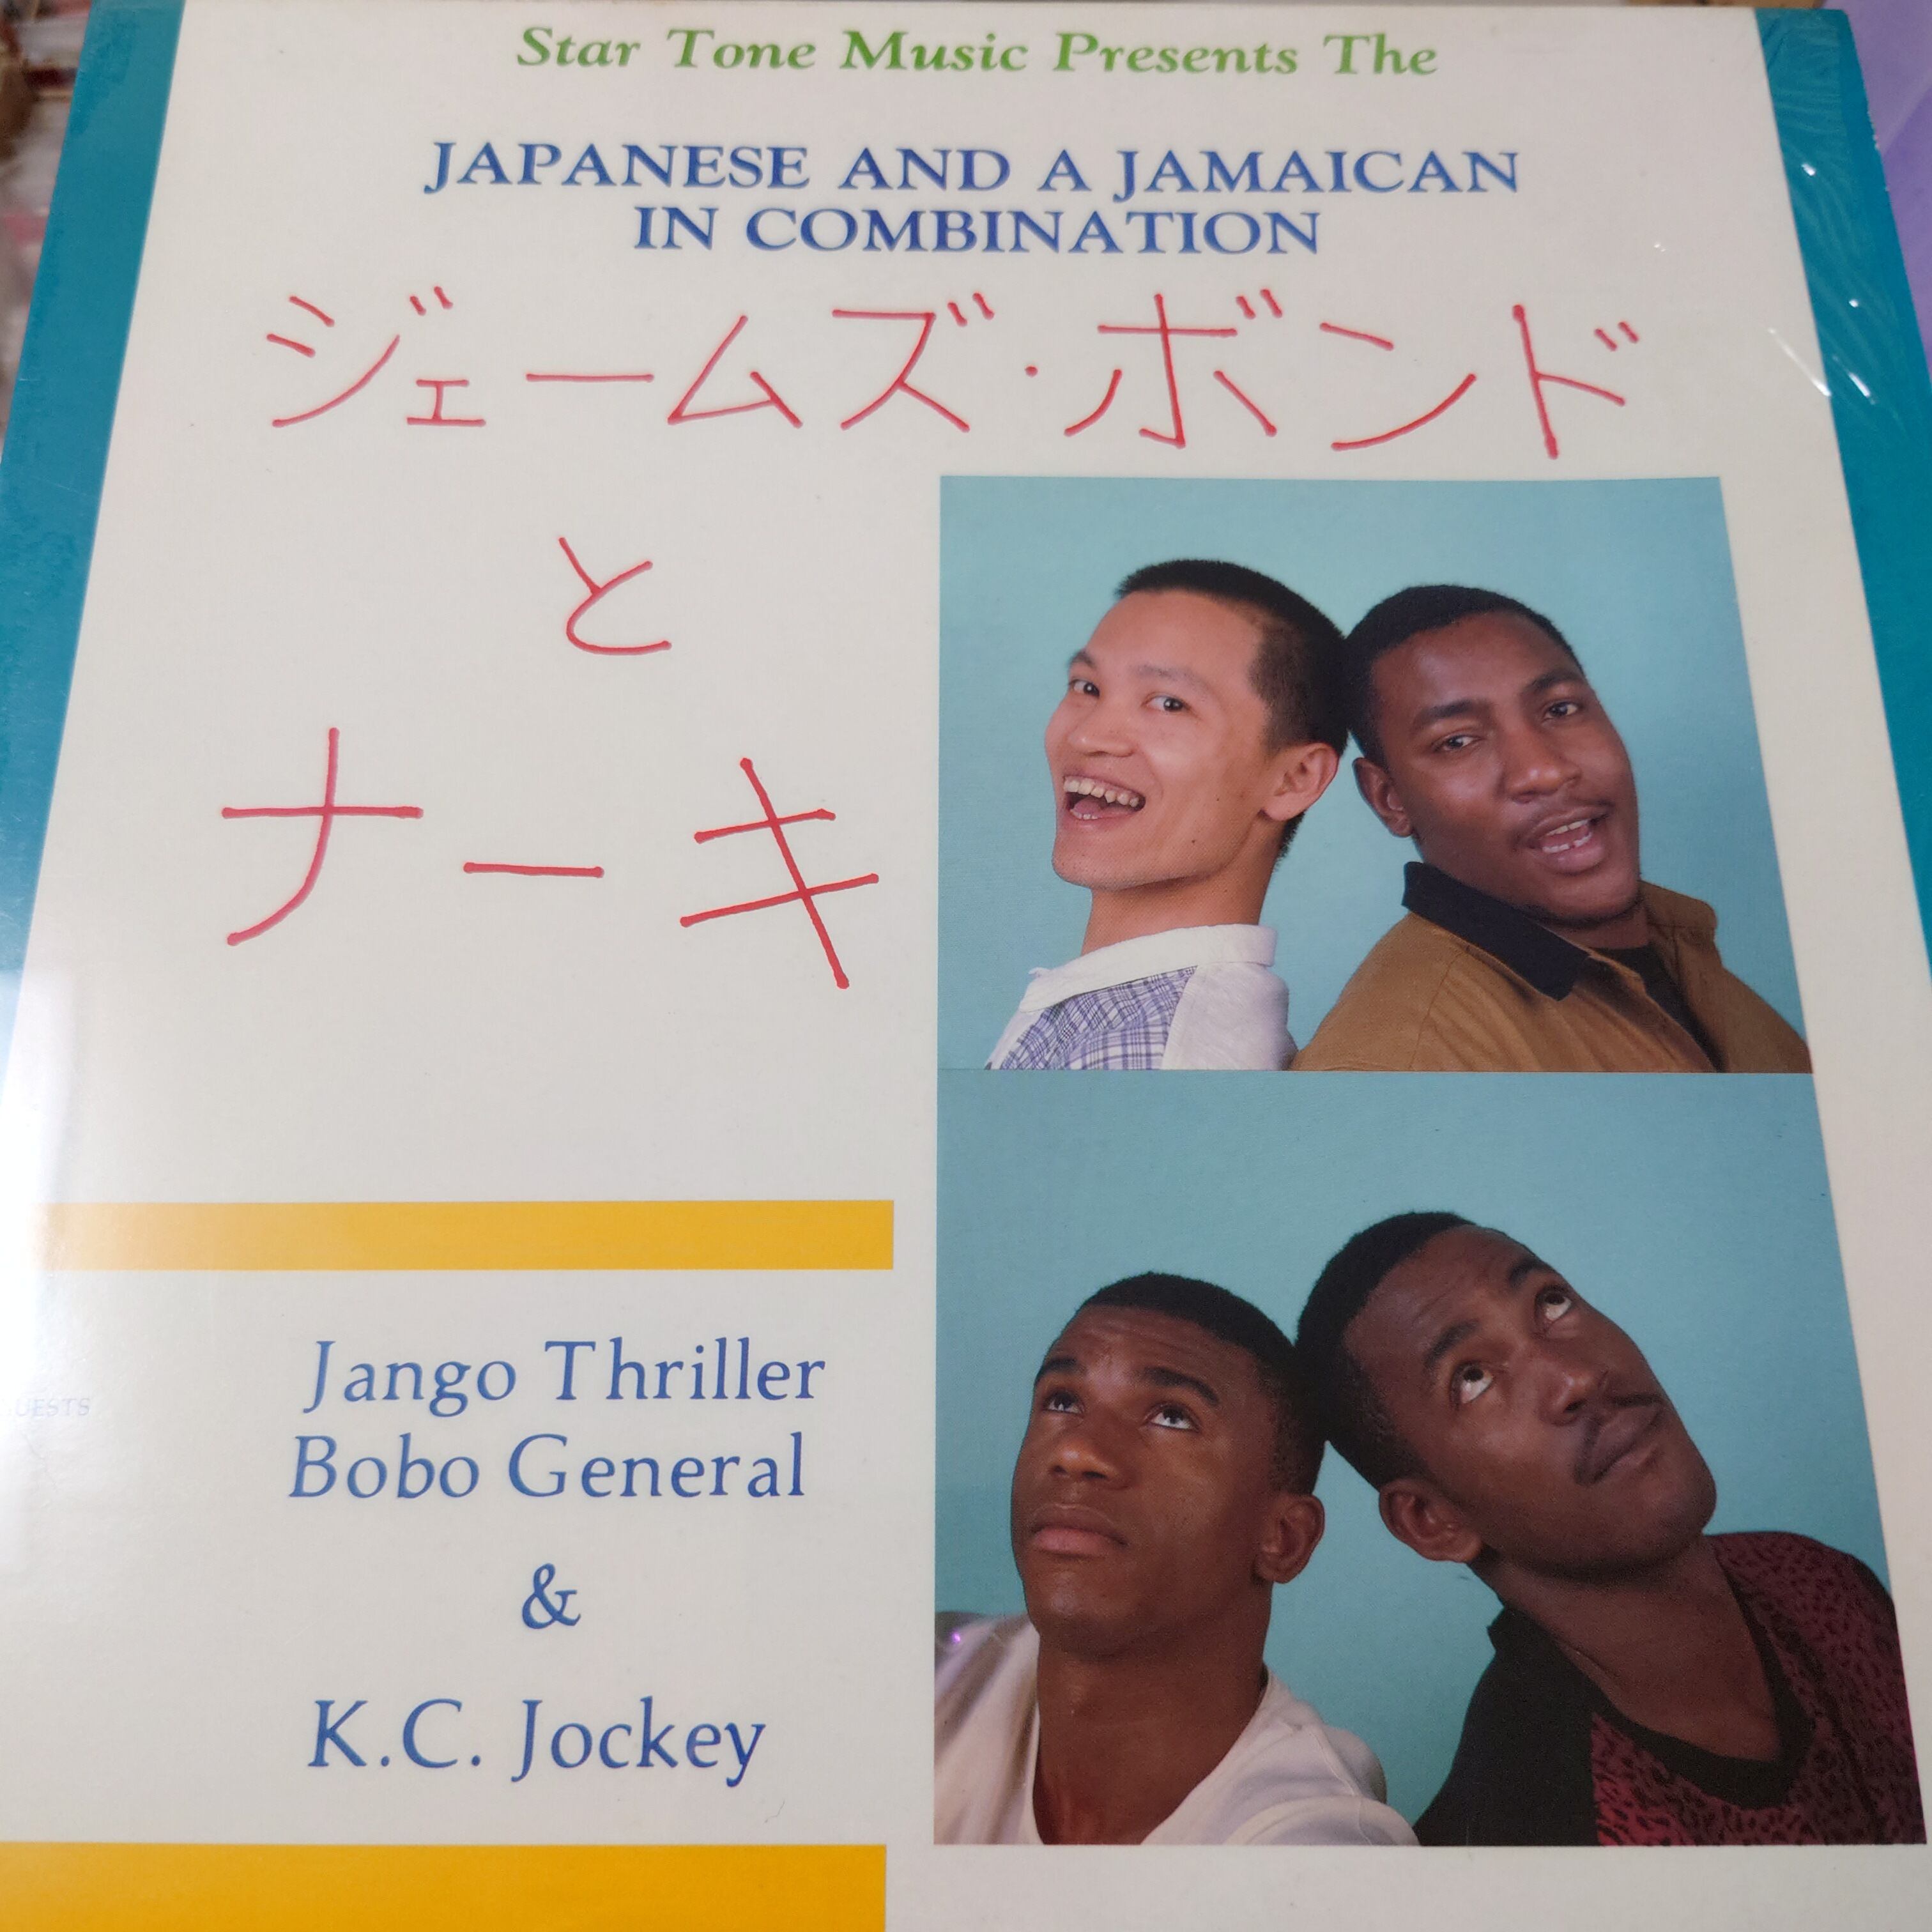 Star Tone Music Presents The
JAPANESE AND A JAMAICAN
IN COMBINATION
ジェームズ・ボンド
と
ナーキ
Jango Thriller
Bobo General
&
K.C. Jockey